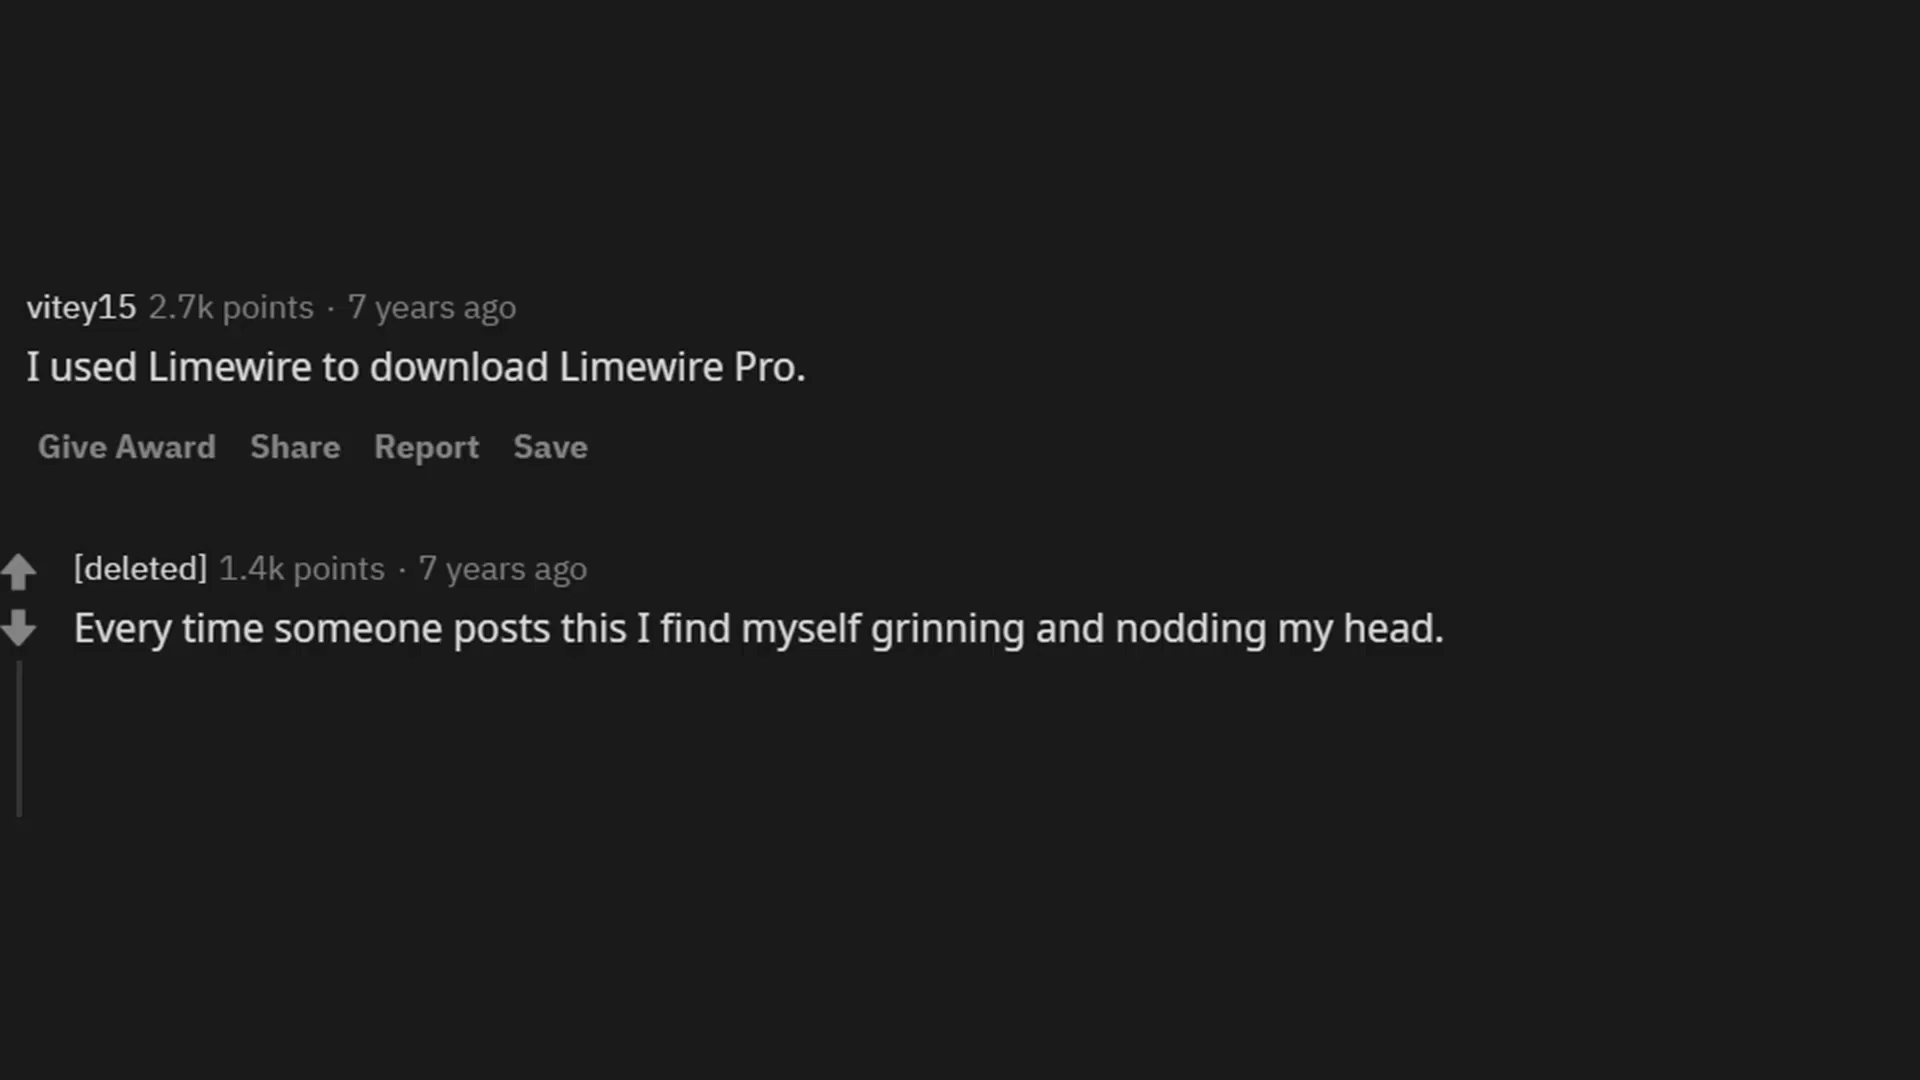 vitey15 2.7k points · 7 years ago
I used Limewire to download Limewire Pro.
Give Award Share Report Save
[deleted] 1.4k points · 7 years ago
Every time someone posts this I find myself grinning and nodding my head.